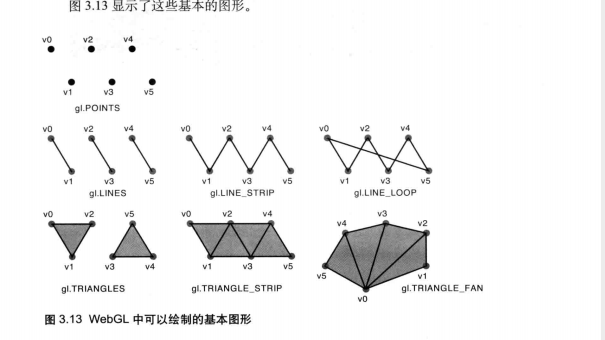 图 3.13 显示了这些基本的图形。
v0 v2 v4
v1 v3 v5
gl.POINTS
v0 v2 v4 v0 v2 v4 v0 v2 v4
v1 v3 v5 v1 v3 v5 v1 v3 v5
gl.LINES gl.LINE_STRIP gl.LINE_LOOP
v0 v2 v5 v0 v2 v4 v4 v3 v2
v1 v3 v4 v1 v3 v5 v5 v0 v1
gl.TRIANGLES gl.TRIANGLE_STRIP gl.TRIANGLE_FAN
图 3.13 WebGL 中可以绘制的基本图形